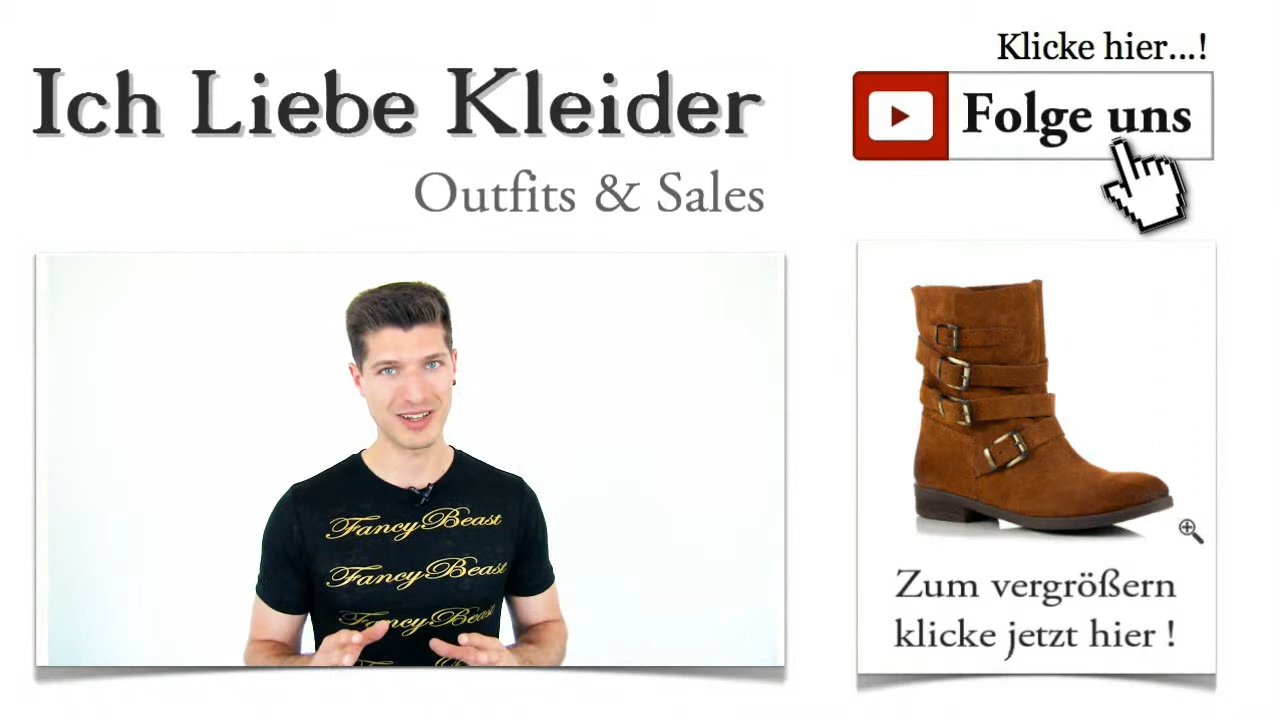 Ich Liebe Kleider
Outfits & Sales
Klicke hier...!
Folge uns
FancyBeast
FancyBeast
FancyBeast
Zum vergrößern
klicke jetzt hier !